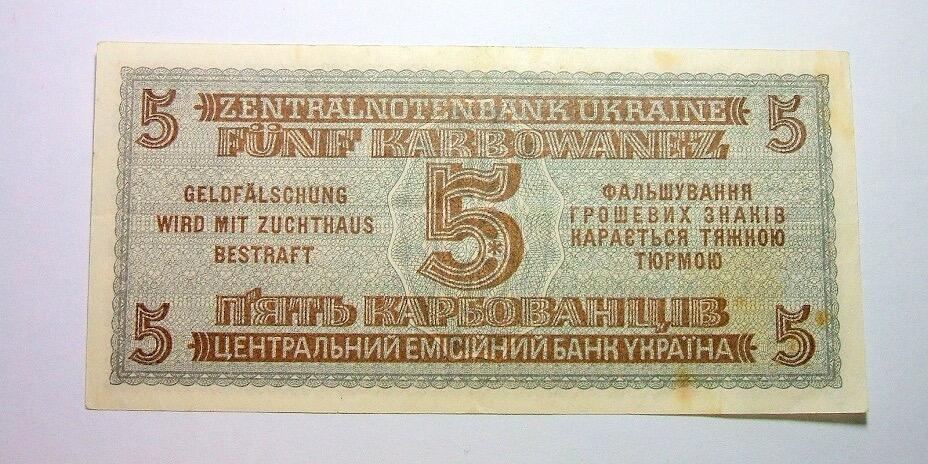 5 ZENTRALNOTENBANK UKRAINE 5
FÜNF KARBOWANEZ
GELDFÄLSCHUNG
WIRD MIT ZUCHTHAUS
BESTRAFT
5
ФАЛЬШУВАННЯ
ГРОШЕВИХ ЗНАКІВ
КАРАЄТЬСЯ ТЯЖКОЮ
ТЮРМОЮ
П'ЯТЬ КАРБОВАНЦІВ
5 ЦЕНТРАЛЬНИЙ ЕМІСІЙНИЙ БАНК УКРАЇНА 5